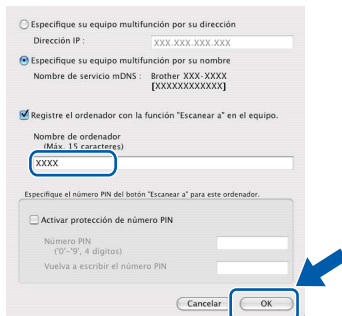 Especifique su equipo multifunción por su dirección
Dirección IP : XXX.XXX.XXX.XXX
Especifique su equipo multifunción por su nombre
Nombre de servicio mDNS : Brother XXX-XXXX
[XXXXXXXXXXXX]
Registre el ordenador con la función "Escanear a" en el equipo.
Nombre de ordenador
(Máx. 15 caracteres)
XXXX
Especifique el número PIN del botón "Escanear a" para este ordenador.
Activar protección de número PIN
Número PIN
('0'-'9', 4 dígitos)
Vuelva a escribir el número PIN
Cancelar OK